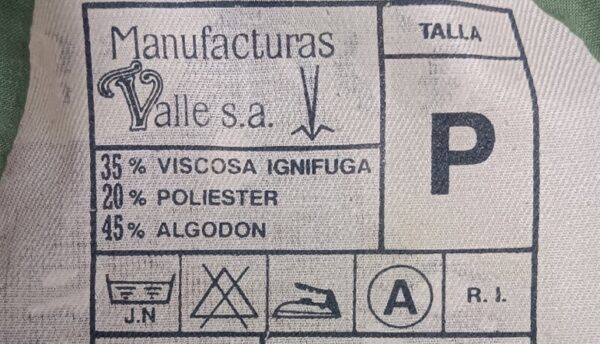 Manufacturas
Valle s.a.
TALLA
P
35% VISCOSA IGNIFUGA
20% POLIESTER
45% ALGODON
J.N
A
R. I.